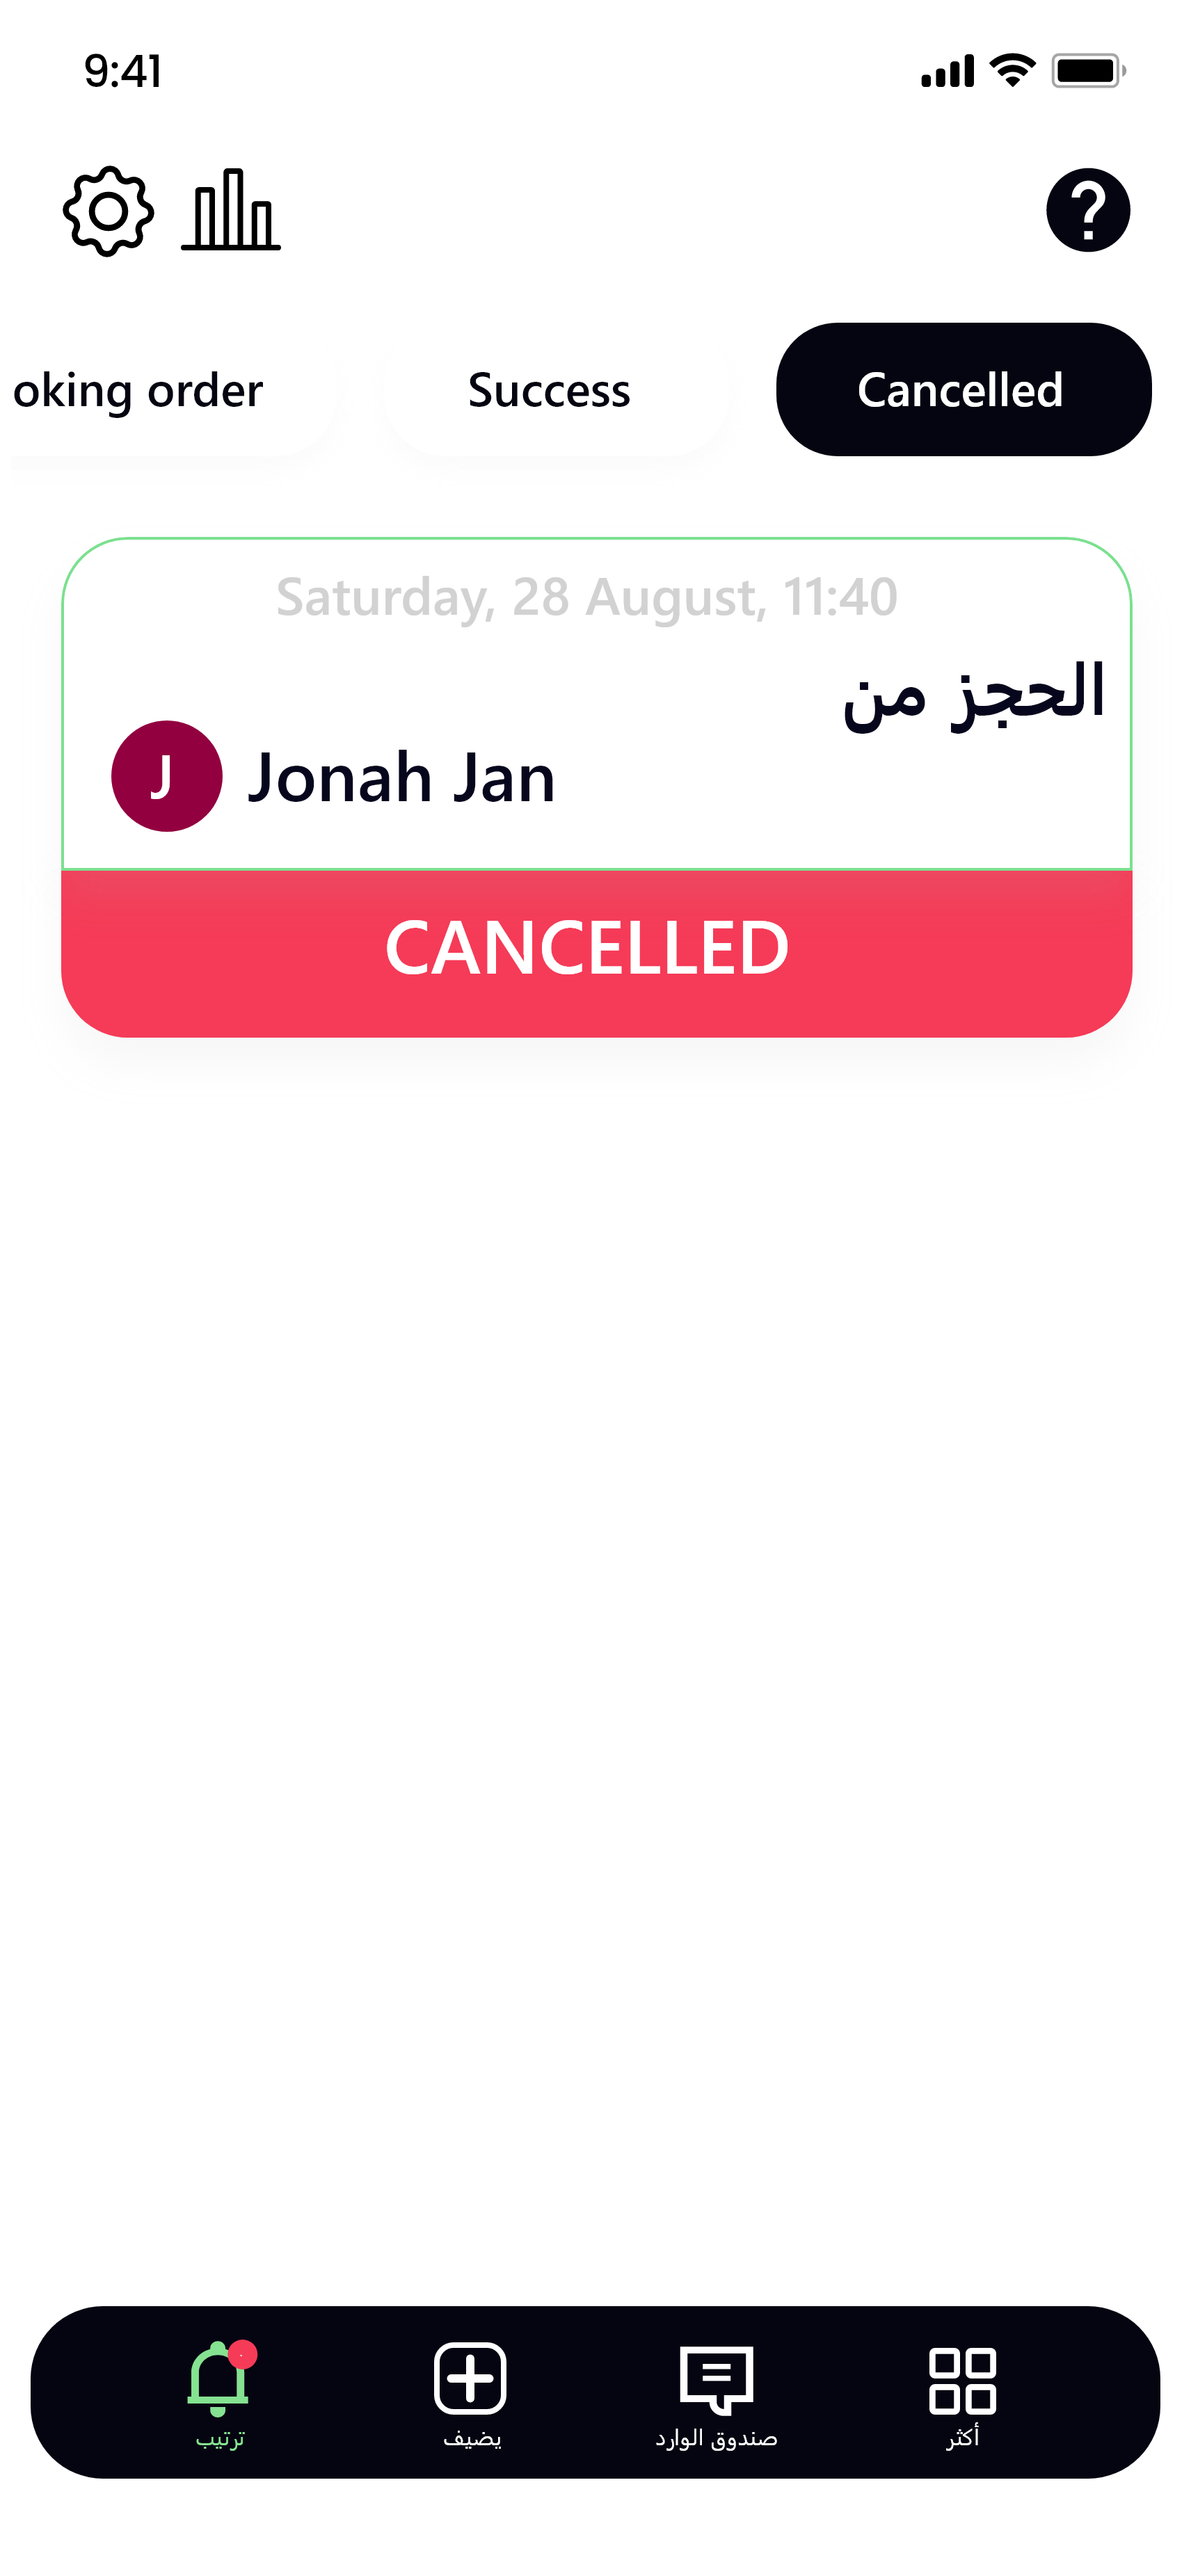 9:41
oking order
Success
Cancelled
Saturday, 28 August, 11:40
الحجز من
J
Jonah Jan
CANCELLED
ترتيب
يضيف
صندوق الوارد
أكثر